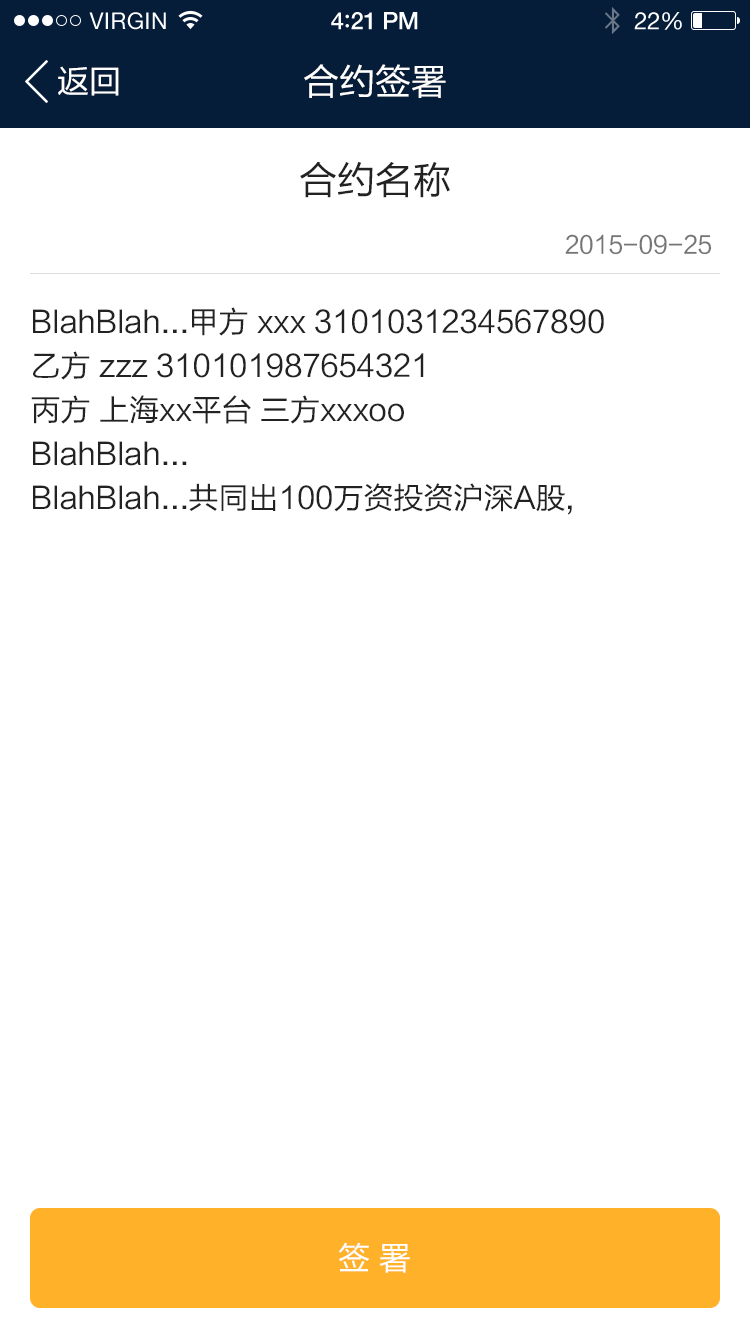 VIRGIN 4:21 PM 22%
返回 合约签署
合约名称
2015-09-25
BlahBlah...甲方 xxx 3101031234567890
乙方 zzz 310101987654321
丙方 上海xx平台 三方xxxoo
BlahBlah...
BlahBlah...共同出100万资投资沪深A股,
签 署